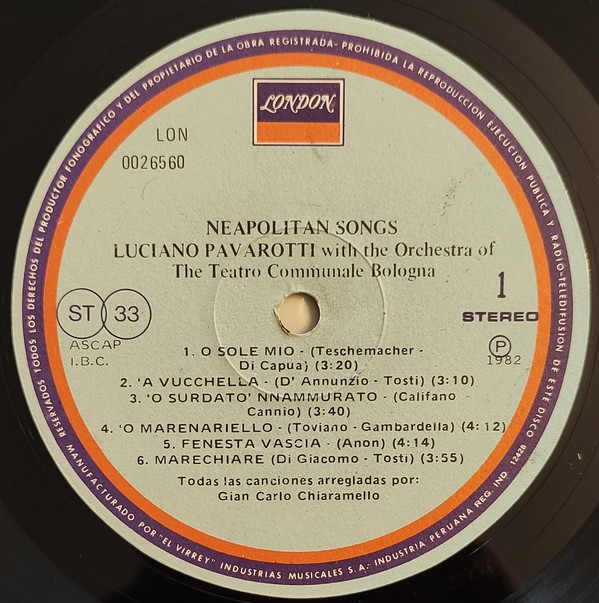 RESERVADOS TODOS LOS DERECHOS DEL PRODUCTOR FONOGRAFICO Y DEL PROPIETARIO DE LA OBRA REGISTRADA- PROHIBIDA LA REPRODUCCION EJECUCION PUBLICA Y RADIO-TELEDIFUSION DE ESTE DISCO
LONDON
LON
0026560
NEAPOLITAN SONGS
LUCIANO PAVAROTTI with the Orchestra of
The Teatro Communale Bologna
1
STEREO
ST 33
P
ASCAP
1982
I.B.C.
1. O SOLE MIO - (Teschemacher -
Di Capua) (3:20)
2. 'A VUCCHELLA - (D' Annunzio - Tosti) (3:10)
3. 'O SURDATO' NNAMMURATO - (Califano -
Cannio) (3:40)
4. 'O MARENARIELLO - (Toviano - Gambardella) (4:12)
5. FENESTA VASCIA - (Anon) (4:14)
6. MARECHIARE (Di Giacomo - Tosti) (3:55)
Todas las canciones arregladas por:
Gian Carlo Chiaramello
MANUFACTURADO POR "EL VIRREY" INDUSTRIAS MUSICALES S.A.- INDUSTRIA PERUANA REG. IND. 12428